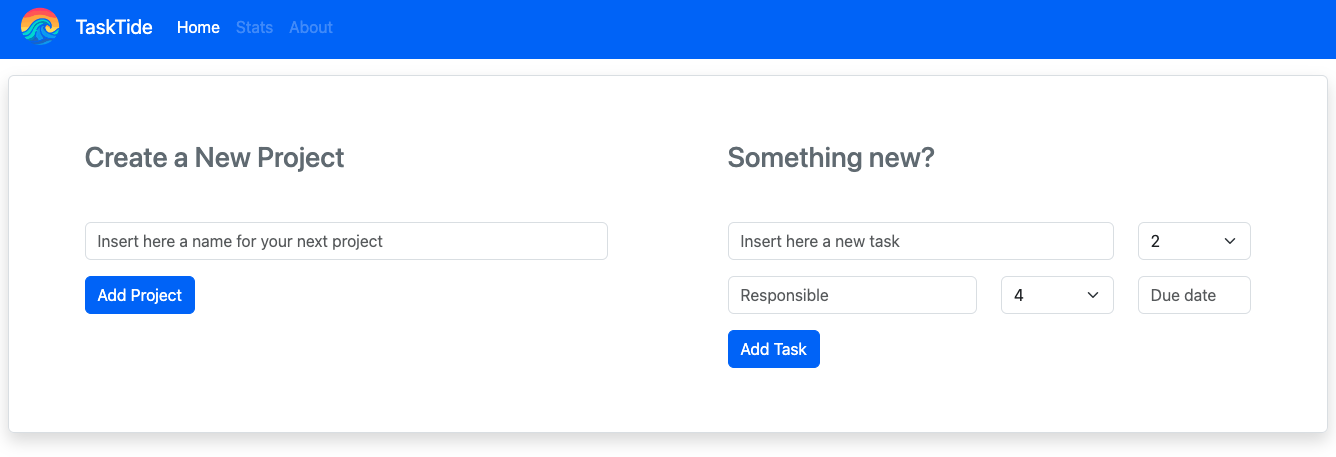 TaskTide Home Stats About
Create a New Project
Insert here a name for your next project
Add Project
Something new?
Insert here a new task 2
Responsible 4 Due date
Add Task